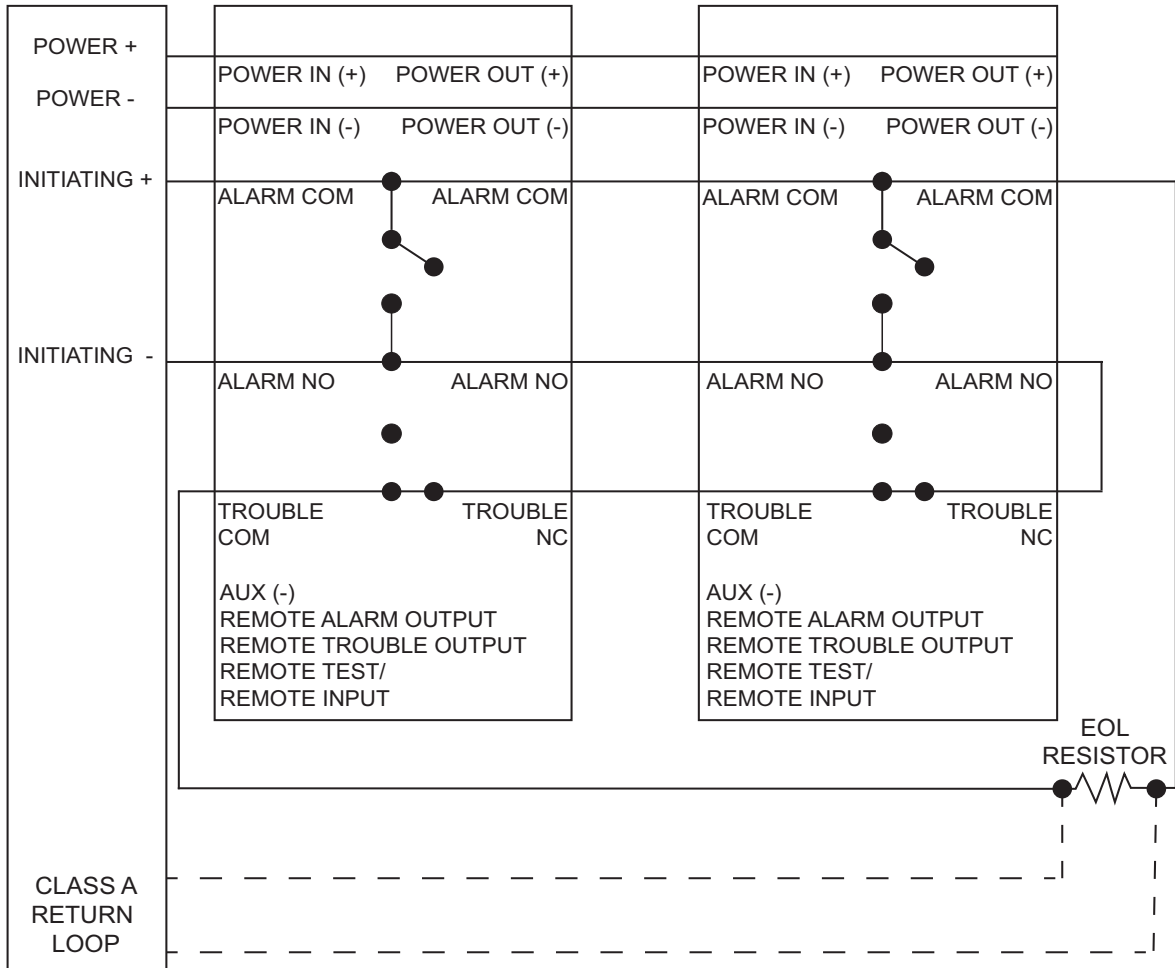 POWER +
POWER -
INITIATING +
INITIATING -
CLASS A
RETURN
LOOP
POWER IN (+) POWER OUT (+)
POWER IN (-) POWER OUT (-)
ALARM COM ALARM COM
ALARM NO ALARM NO
TROUBLE COM TROUBLE NC
AUX (-)
REMOTE ALARM OUTPUT
REMOTE TROUBLE OUTPUT
REMOTE TEST/
REMOTE INPUT
POWER IN (+) POWER OUT (+)
POWER IN (-) POWER OUT (-)
ALARM COM ALARM COM
ALARM NO ALARM NO
TROUBLE COM TROUBLE NC
AUX (-)
REMOTE ALARM OUTPUT
REMOTE TROUBLE OUTPUT
REMOTE TEST/
REMOTE INPUT
EOL
RESISTOR